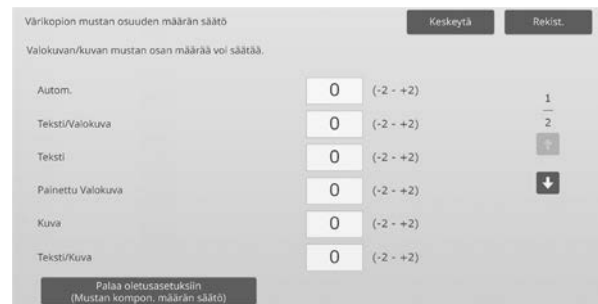 Värikopion mustan osuuden määrän säätö Keskeytä Rekist.
Valokuvan/kuvan mustan osan määrää voi säätää.
Autom. 0 (-2 - +2)
1
Teksti/Valokuva 0 (-2 - +2)
2
Teksti 0 (-2 - +2)
Painettu Valokuva 0 (-2 - +2)
Kuva 0 (-2 - +2)
Teksti/Kuva 0 (-2 - +2)
Palaa oletusasetuksiin
(Mustan kompon. määrän säätö)